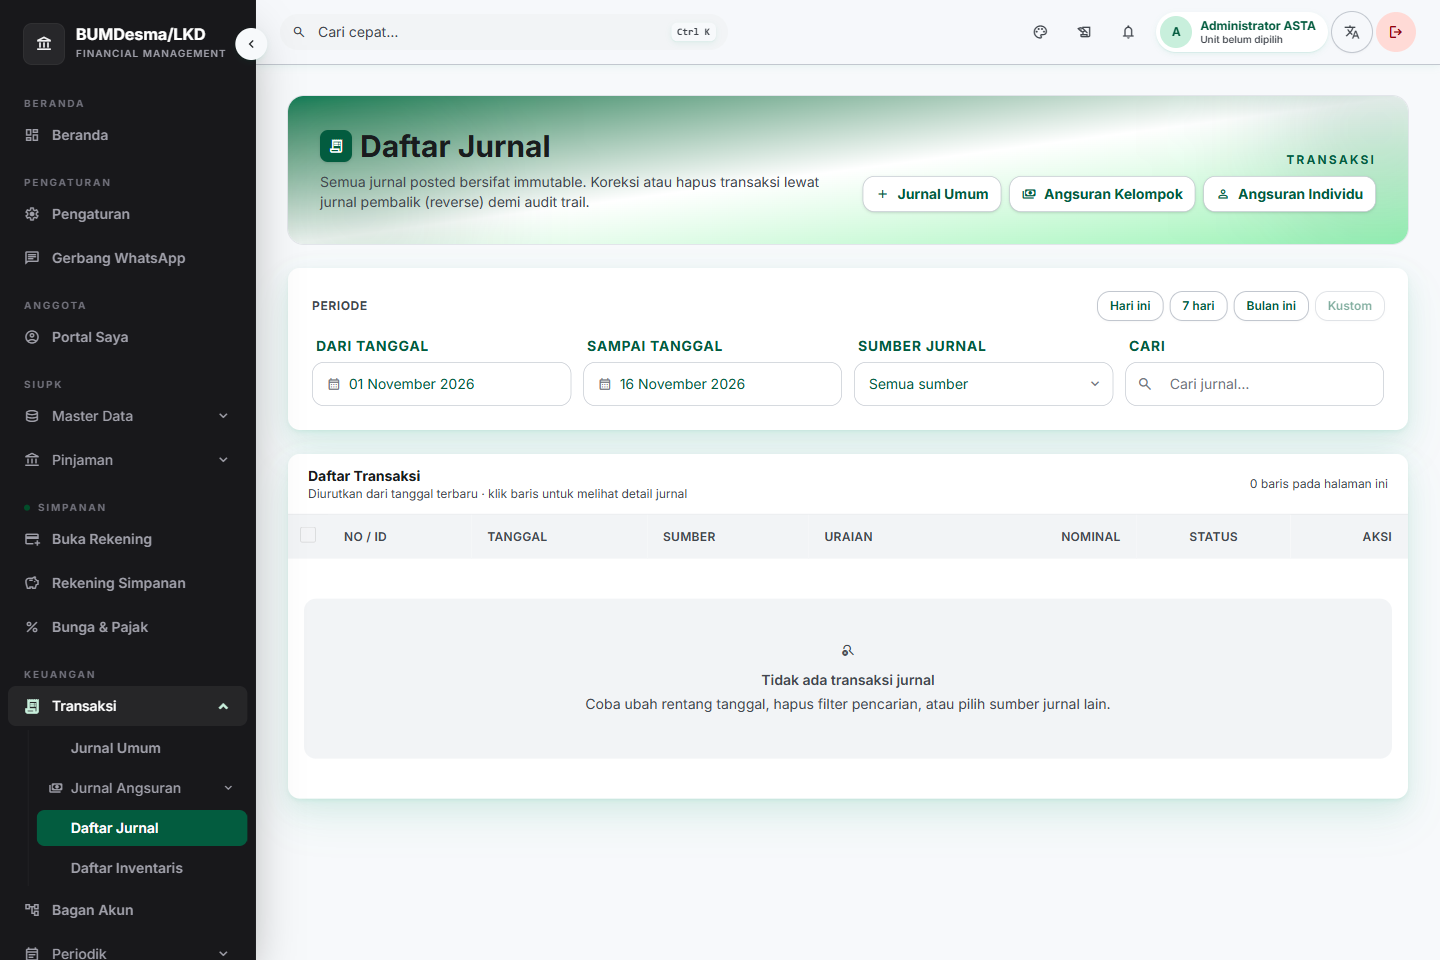 BUMDesma/LKD
FINANCIAL MANAGEMENT
Cari cepat...
Ctrl K
A
Administrator ASTA
Unit belum dipilih
BERANDA
Beranda
PENGATURAN
Pengaturan
Gerbang WhatsApp
ANGGOTA
Portal Saya
SIUPK
Master Data
Pinjaman
SIMPANAN
Buka Rekening
Rekening Simpanan
Bunga & Pajak
KEUANGAN
Transaksi
Jurnal Umum
Jurnal Angsuran
Daftar Jurnal
Daftar Inventaris
Bagan Akun
Periodik
Daftar Jurnal
Semua jurnal posted bersifat immutable. Koreksi atau hapus transaksi lewat
jurnal pembalik (reverse) demi audit trail.
TRANSAKSI
Jurnal Umum
Angsuran Kelompok
Angsuran Individu
PERIODE
Hari ini
7 hari
Bulan ini
Kustom
DARI TANGGAL
SAMPAI TANGGAL
SUMBER JURNAL
CARI
01 November 2026
16 November 2026
Semua sumber
Cari jurnal...
Daftar Transaksi
Diurutkan dari tanggal terbaru · klik baris untuk melihat detail jurnal
0 baris pada halaman ini
NO / ID
TANGGAL
SUMBER
URAIAN
NOMINAL
STATUS
AKSI
Tidak ada transaksi jurnal
Coba ubah rentang tanggal, hapus filter pencarian, atau pilih sumber jurnal lain.